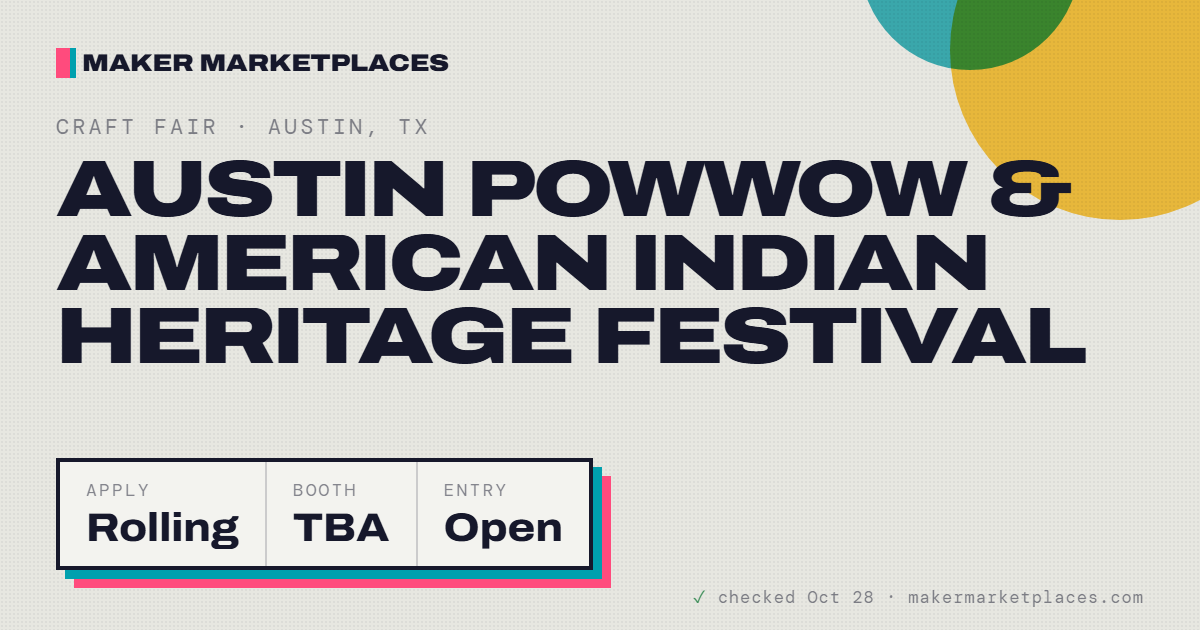 MAKER MARKETPLACES
CRAFT FAIR · AUSTIN, TX
AUSTIN POWWOW &
AMERICAN INDIAN
HERITAGE FESTIVAL
APPLY BOOTH ENTRY
Rolling TBA Open
✓ checked Oct 28 · makermarketplaces.com